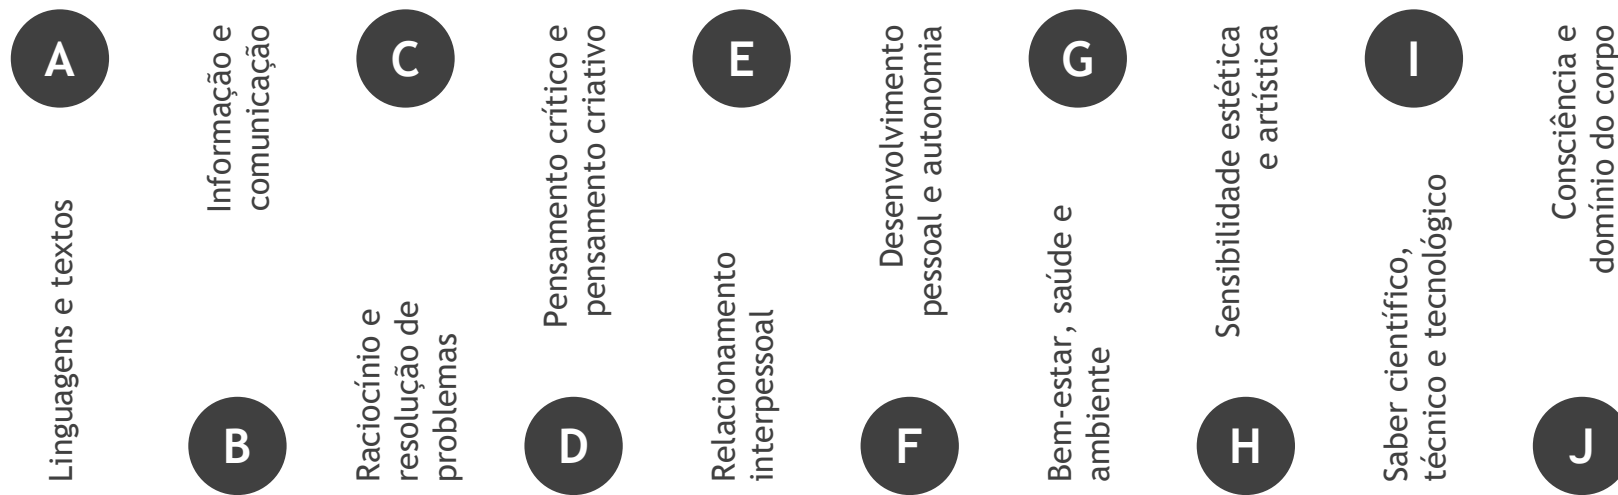 A
Linguagens e textos
Informação e
comunicação
B
C
Raciocínio e
resolução de
problemas
Pensamento crítico e
pensamento criativo
D
E
Relacionamento
interpessoal
Desenvolvimento
pessoal e autonomia
F
G
Bem-estar, saúde e
ambiente
Sensibilidade estética
e artística
H
I
Saber científico,
técnico e tecnológico
Consciência e
domínio do corpo
J